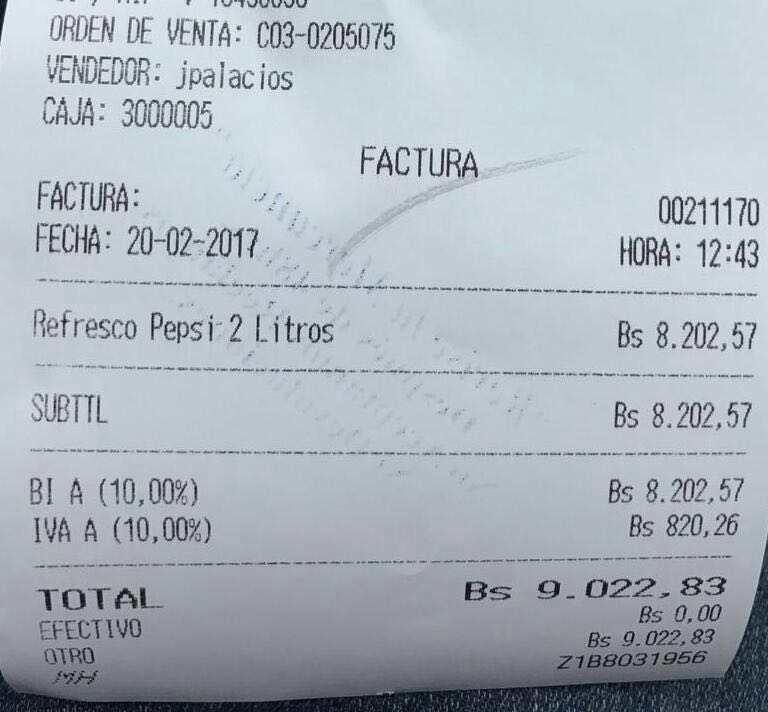 ORDEN DE VENTA: C03-0205075
VENDEDOR: jpalacios
CAJA: 3000005
FACTURA
FACTURA: 00211170
FECHA: 20-02-2017 HORA: 12:43
Refresco Pepsi 2 Litros Bs 8.202,57
SUBTTL Bs 8.202,57
BI A (10,00%) Bs 8.202,57
IVA A (10,00%) Bs 820,26
TOTAL Bs 9.022,83
EFECTIVO Bs 0,00
OTRO Bs 9.022,83
MH Z1B8031956